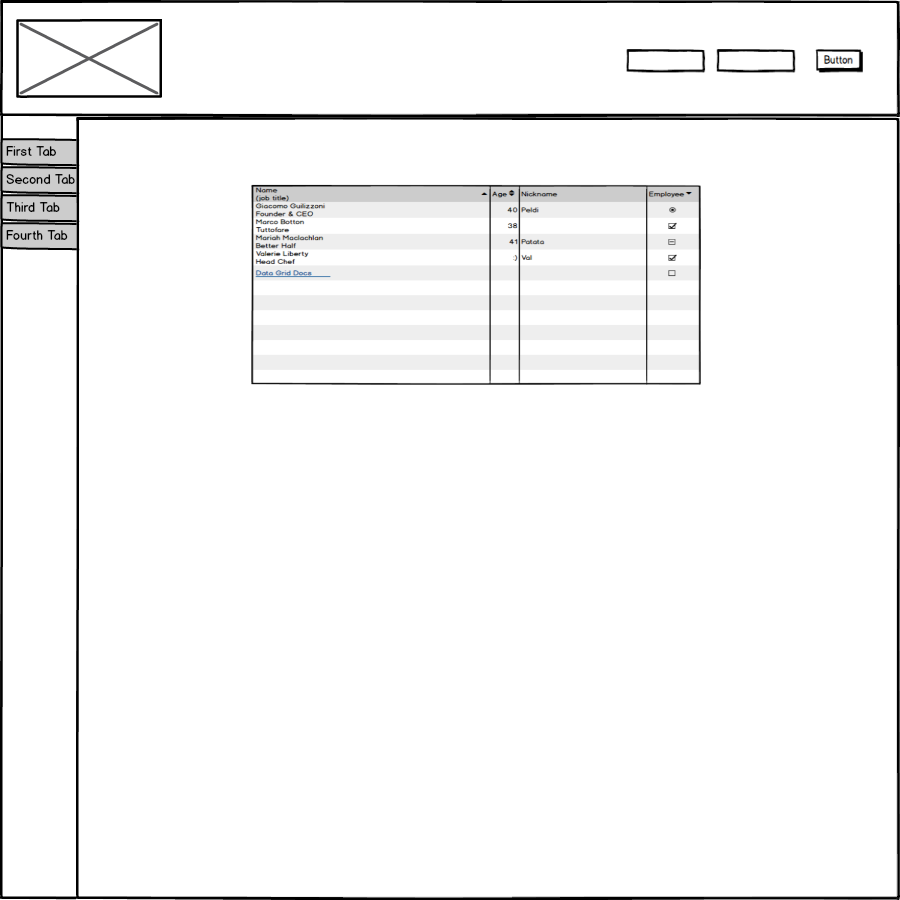 Button
First Tab
Second Tab
Third Tab
Fourth Tab
Name
(job title)
Age
Nickname
Employee
Giacomo Guilizzoni
Founder & CEO
40
Peldi
Marco Botton
Tuttofare
38
Mariah Maclachlan
Better Half
41
Patata
Valerie Liberty
Head Chef
:)
Val
Data Grid Docs